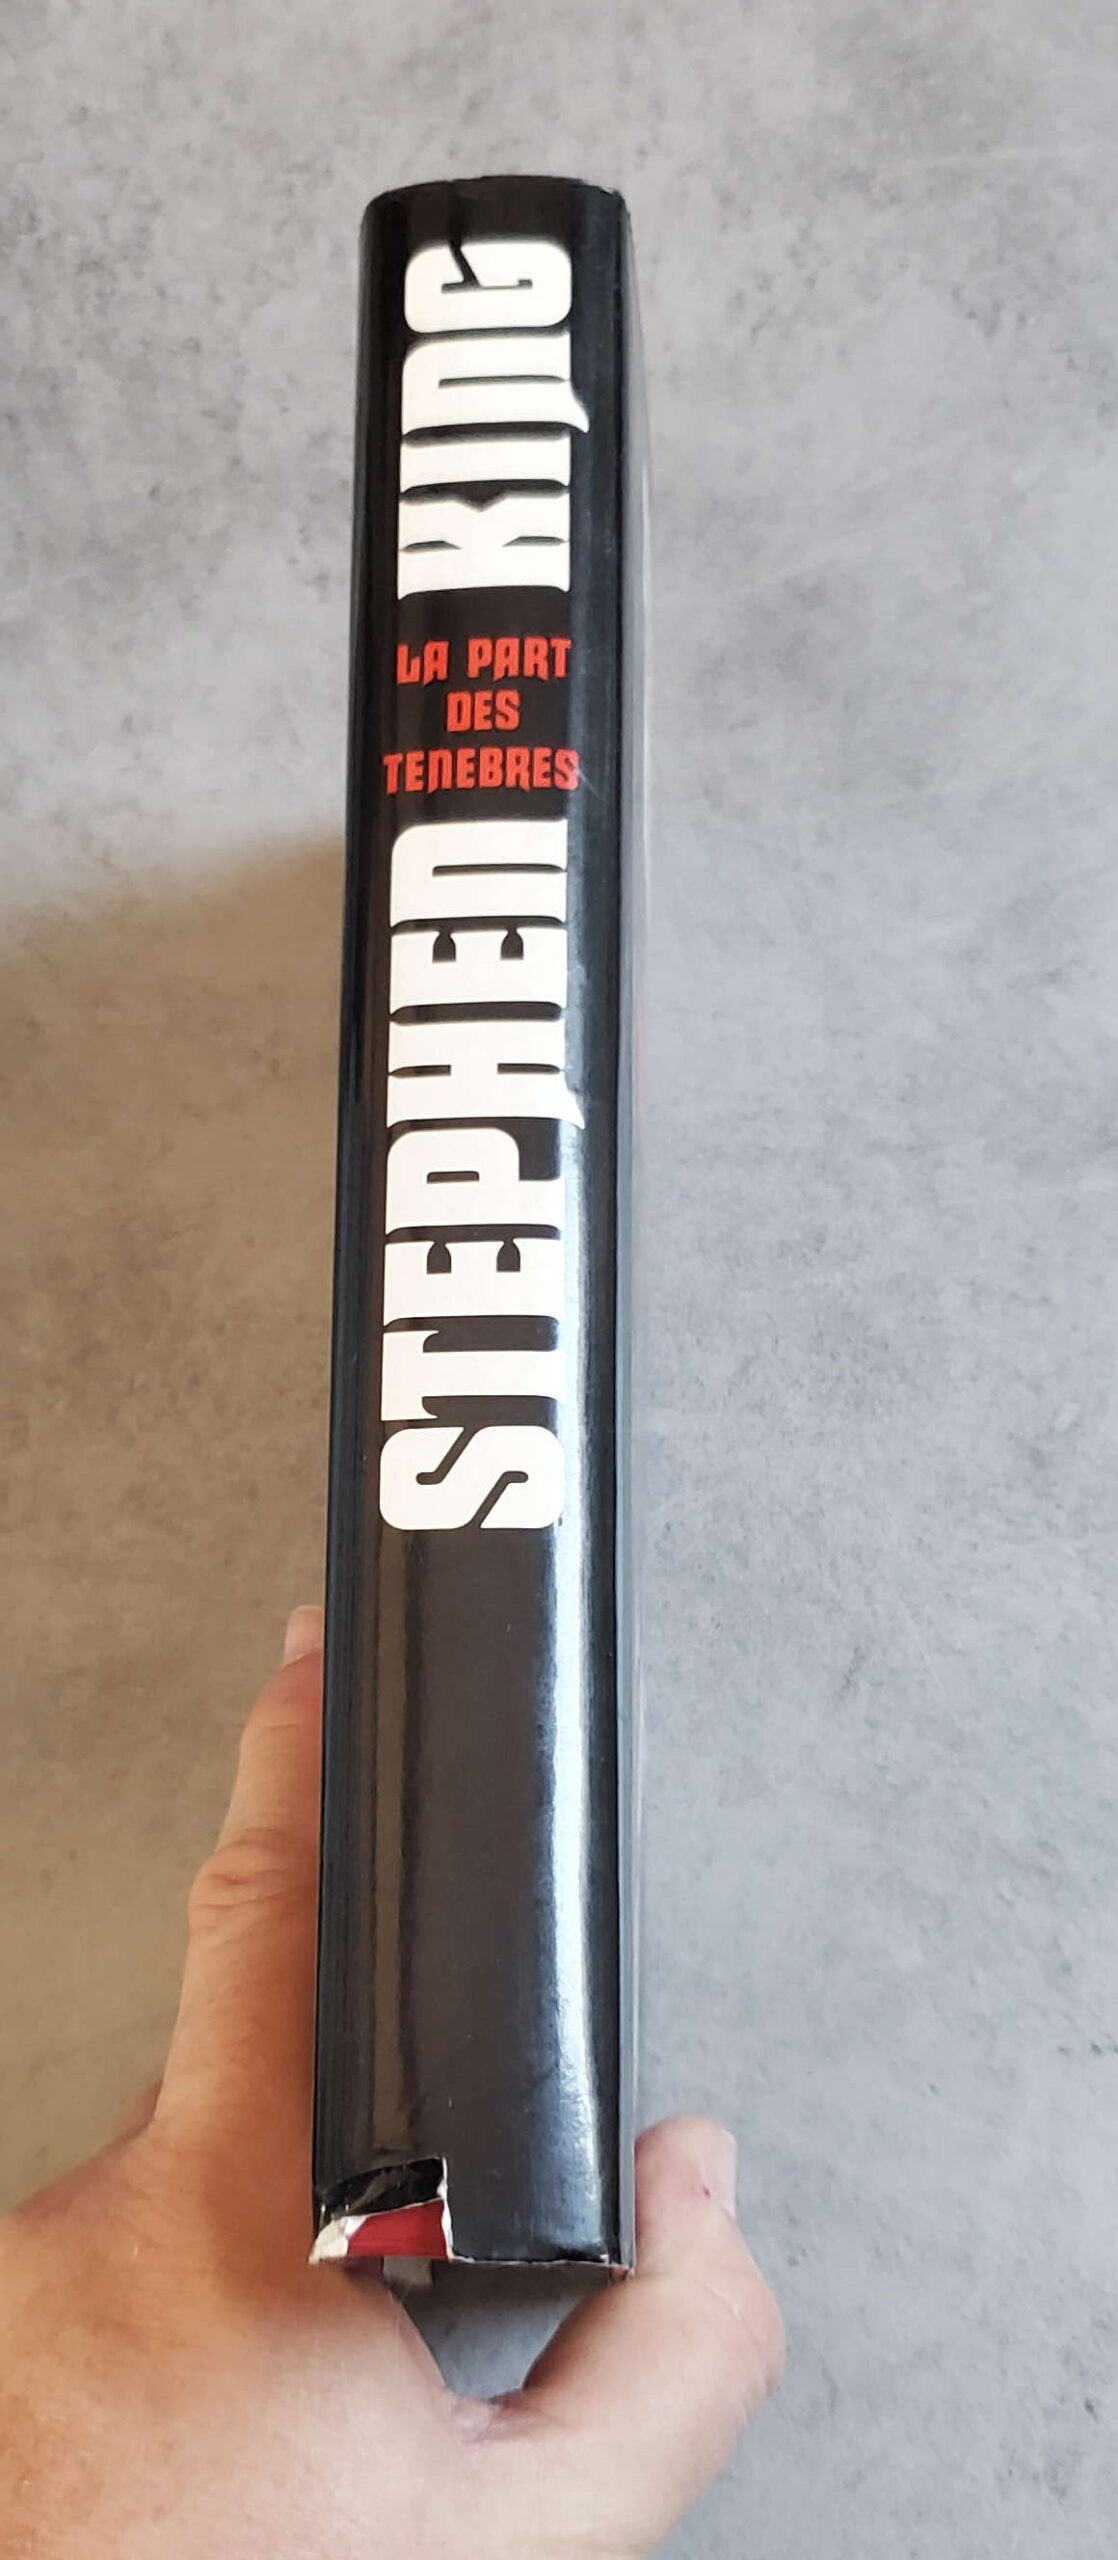 STEPHEN KING
LA PART
DES
TENEBRES